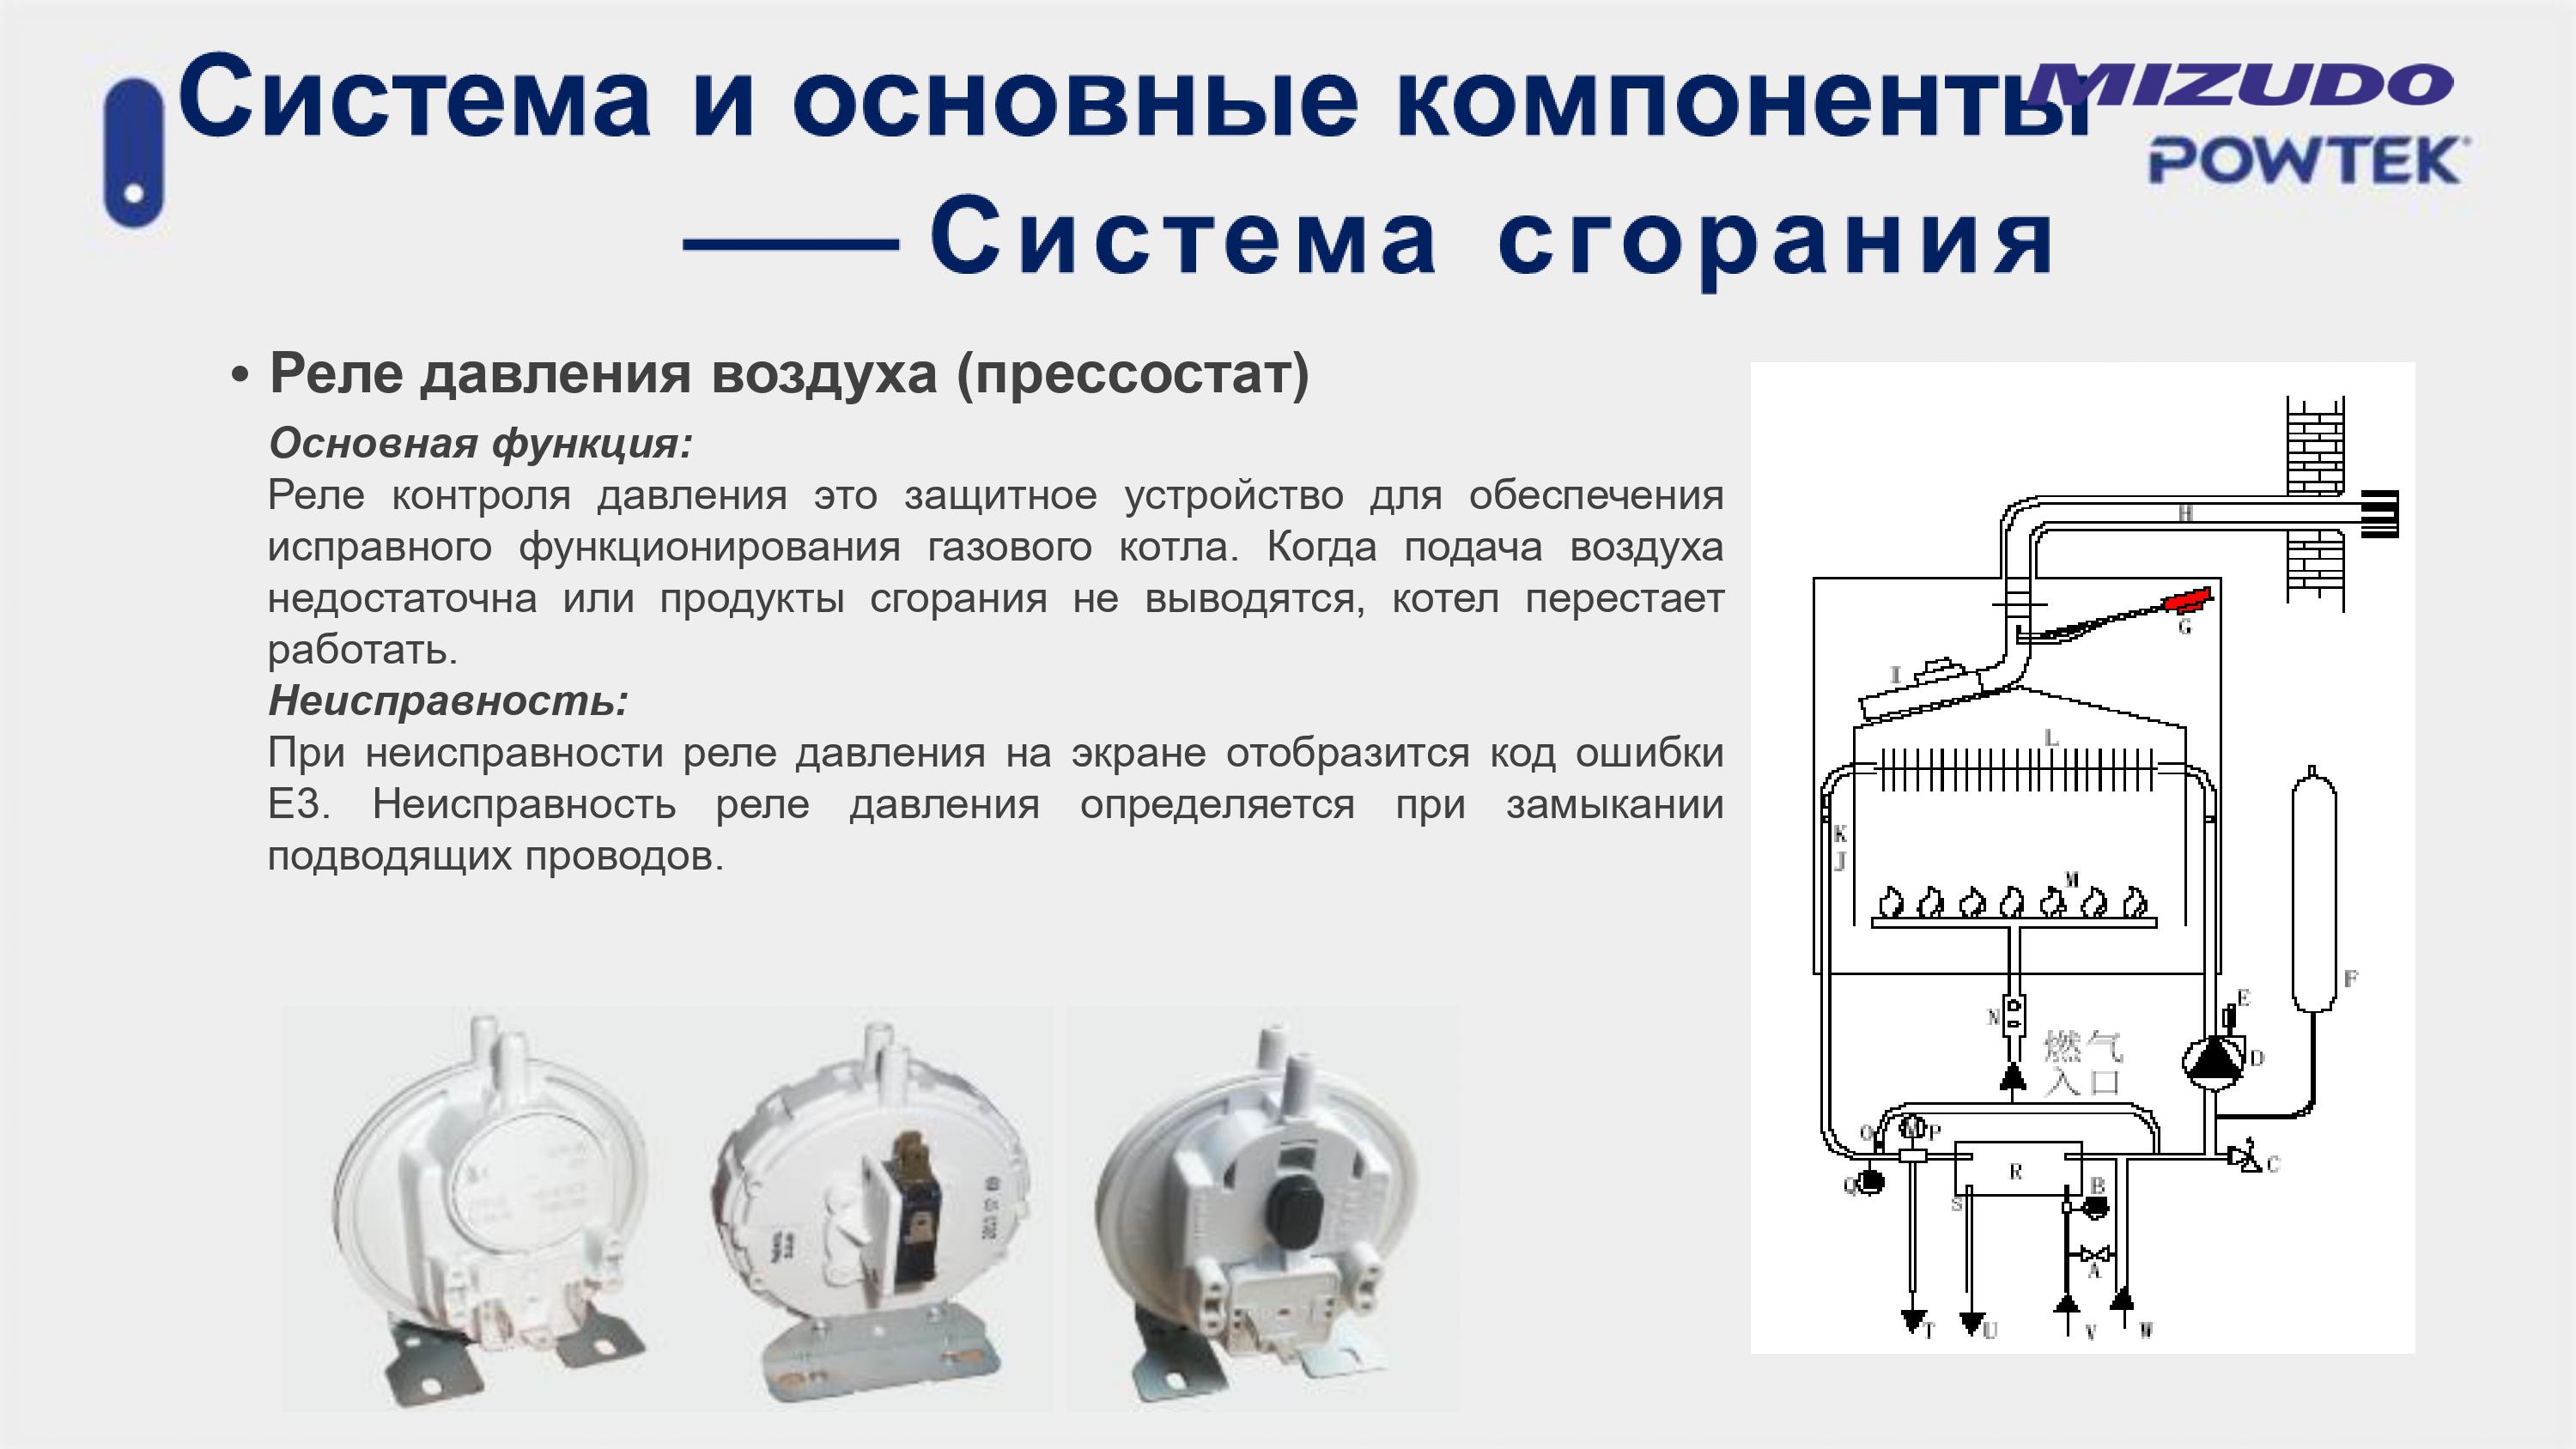 Система и основные компоненты
MIZUDO
POWTEK
Система сгорания
• Реле давления воздуха (прессостат)
Основная функция:
Реле контроля давления это защитное устройство для обеспечения
исправного функционирования газового котла. Когда подача воздуха
недостаточна или продукты сгорания не выводятся, котел перестает
работать.
Неисправность:
При неисправности реле давления на экране отобразится код ошибки
Е3. Неисправность реле давления определяется при замыкании
подводящих проводов.
H
G
I
L
K
J
M
F
E
N
燃气
入口
D
O
P
C
R
Q
B
S
A
T
U
V
W